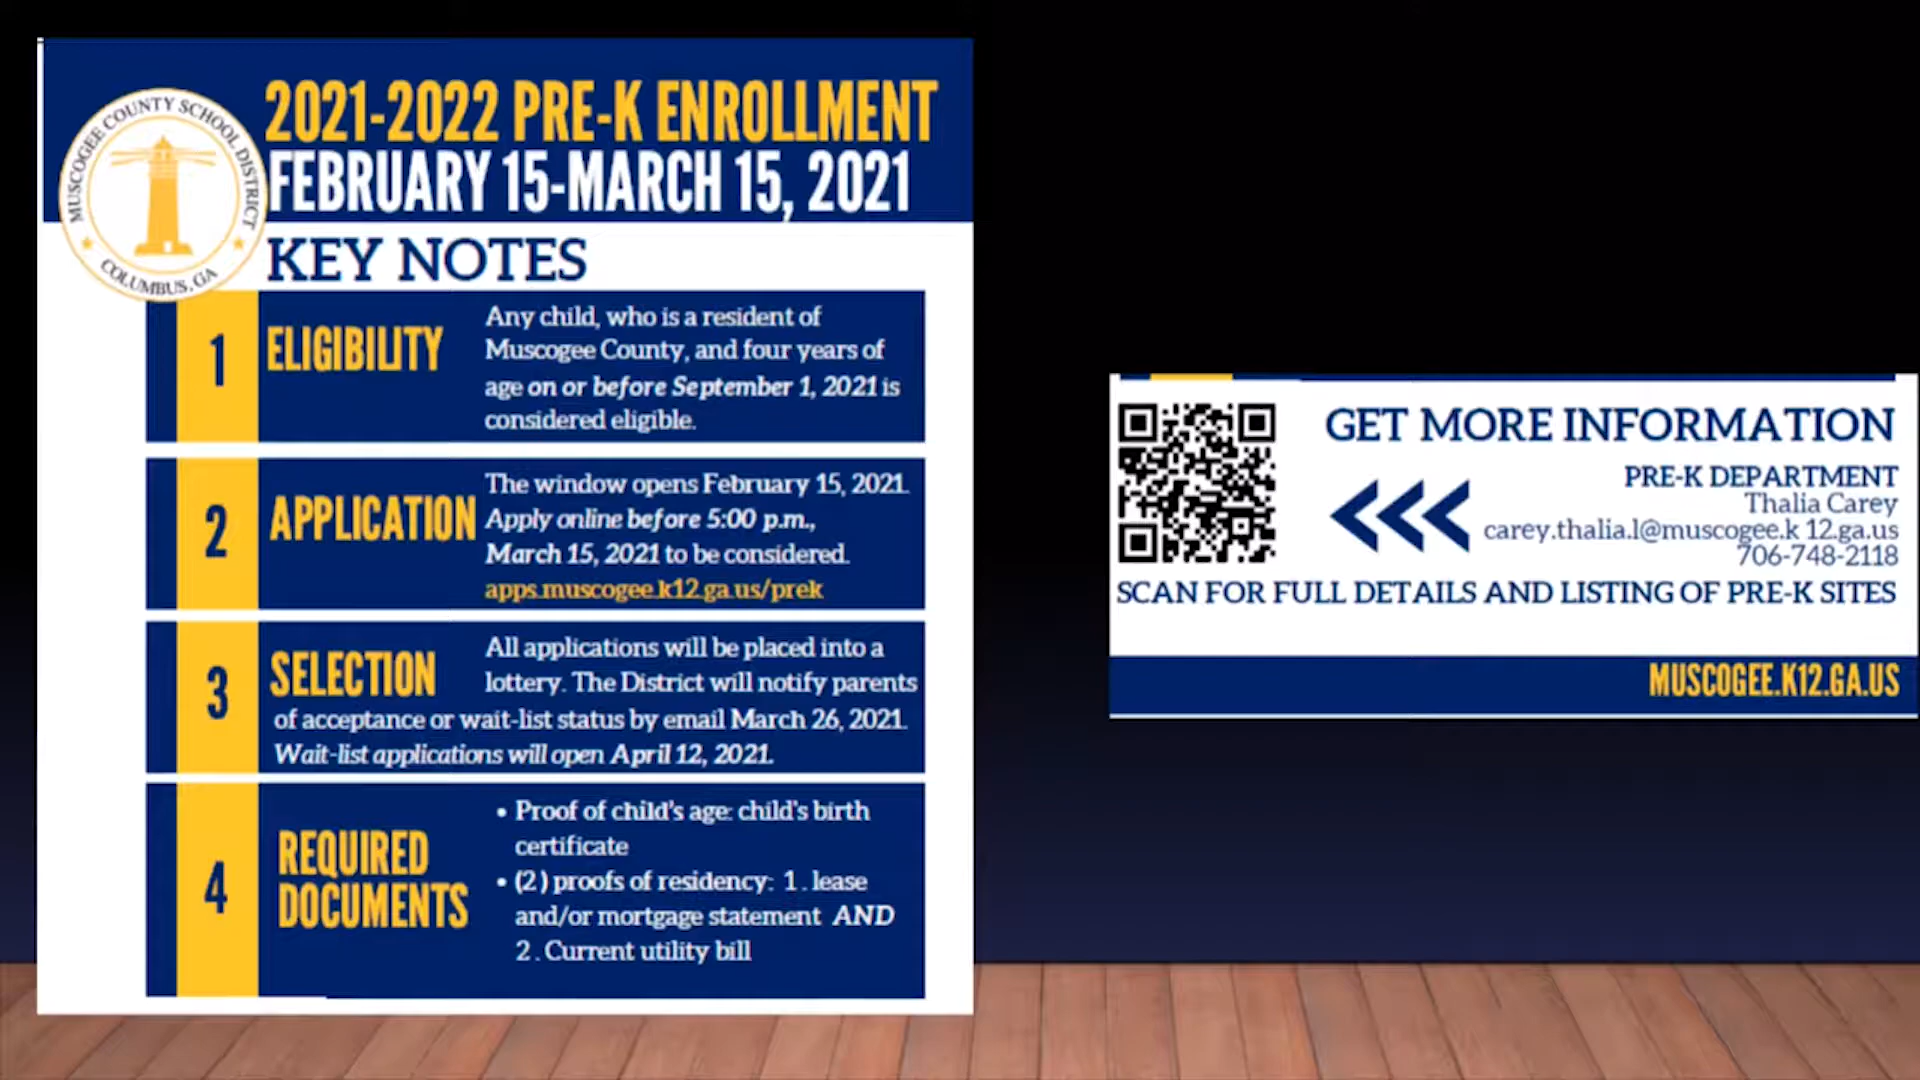 MUSCOGEE COUNTY SCHOOL DISTRICT
COLUMBUS, GA
2021-2022 PRE-K ENROLLMENT
FEBRUARY 15-MARCH 15, 2021
KEY NOTES
1
ELIGIBILITY
Any child, who is a resident of
Muscogee County, and four years of
age on or before September 1, 2021 is
considered eligible.
2
APPLICATION
The window opens February 15, 2021.
Apply online before 5:00 p.m.,
March 15, 2021 to be considered.
apps.muscogee.k12.ga.us/prek
3
SELECTION
All applications will be placed into a
lottery. The District will notify parents
of acceptance or wait-list status by email March 26, 2021.
Wait-list applications will open April 12, 2021.
4
REQUIRED
DOCUMENTS
• Proof of child's age: child's birth
certificate
• (2) proofs of residency: 1. lease
and/or mortgage statement AND
2. Current utility bill
GET MORE INFORMATION
PRE-K DEPARTMENT
Thalia Carey
carey.thalia.l@muscogee.k 12.ga.us
706-748-2118
SCAN FOR FULL DETAILS AND LISTING OF PRE-K SITES
MUSCOGEE.K12.GA.US